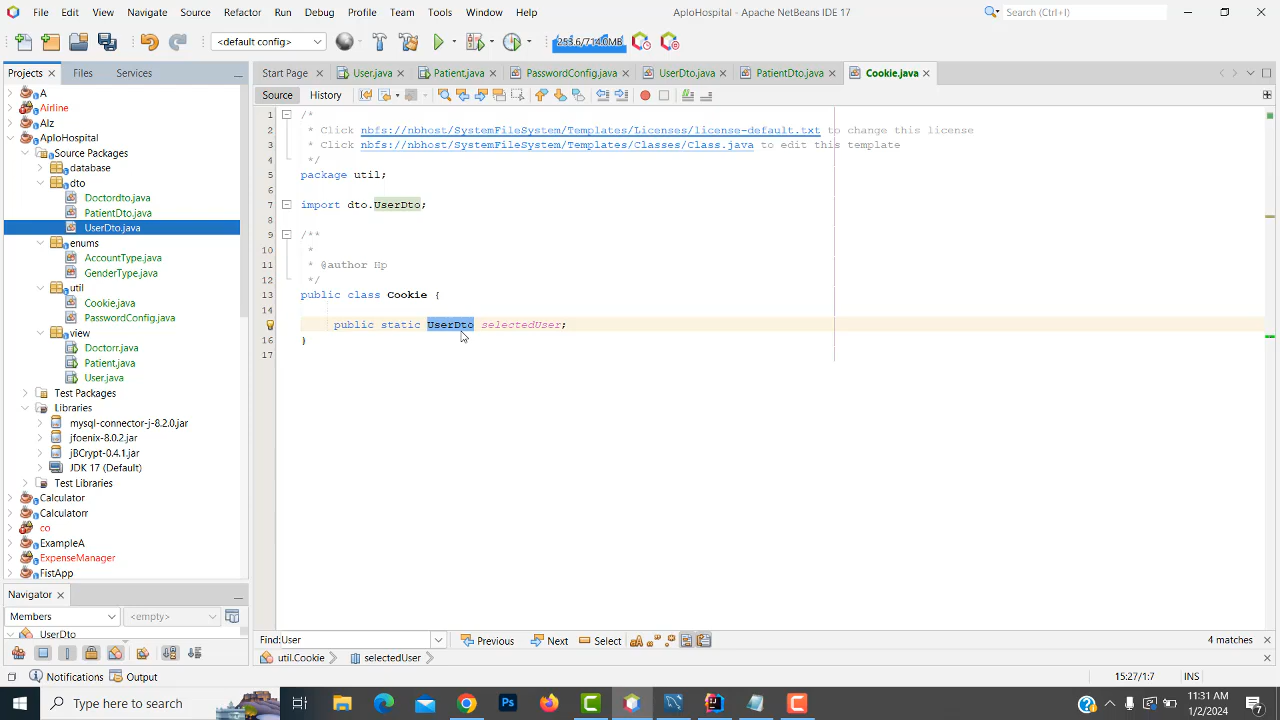 File Edit View Navigate Source Refactor Run Debug Profile Team Tools Window Help
AploHospital - Apache NetBeans IDE 17
Search (Ctrl+I)
<default config>
253.6/714.0MB
Projects Files Services
Start Page User.java Patient.java PasswordConfig.java UserDto.java PatientDto.java Cookie.java
Source History
A
Airline
Alz
AploHospital
Source Packages
database
dto
Doctordto.java
PatientDto.java
UserDto.java
enums
AccountType.java
GenderType.java
util
Cookie.java
PasswordConfig.java
view
Doctorr.java
Patient.java
User.java
Test Packages
Libraries
mysql-connector-j-8.2.0.jar
jfoenix-8.0.2.jar
jBCrypt-0.4.1.jar
JDK 17 (Default)
Test Libraries
Calculator
Calculatorr
co
ExampleA
ExpenseManager
FistApp
1 /*
2 * Click nbfs://nbhost/SystemFileSystem/Templates/Licenses/license-default.txt to change this license
3 * Click nbfs://nbhost/SystemFileSystem/Templates/Classes/Class.java to edit this template
4 */
5 package util;
6
7 import dto.UserDto;
8
9 /**
10 *
11 * @author Hp
12 */
13 public class Cookie {
14
public static UserDto selectedUser;
16 }
17
Navigator
Members <empty>
UserDto
Find:User
Previous Next Select
4 matches
util.Cookie selectedUser
Notifications Output
15:27/1:7 INS
Type here to search
Ps
11:31 AM
1/2/2024